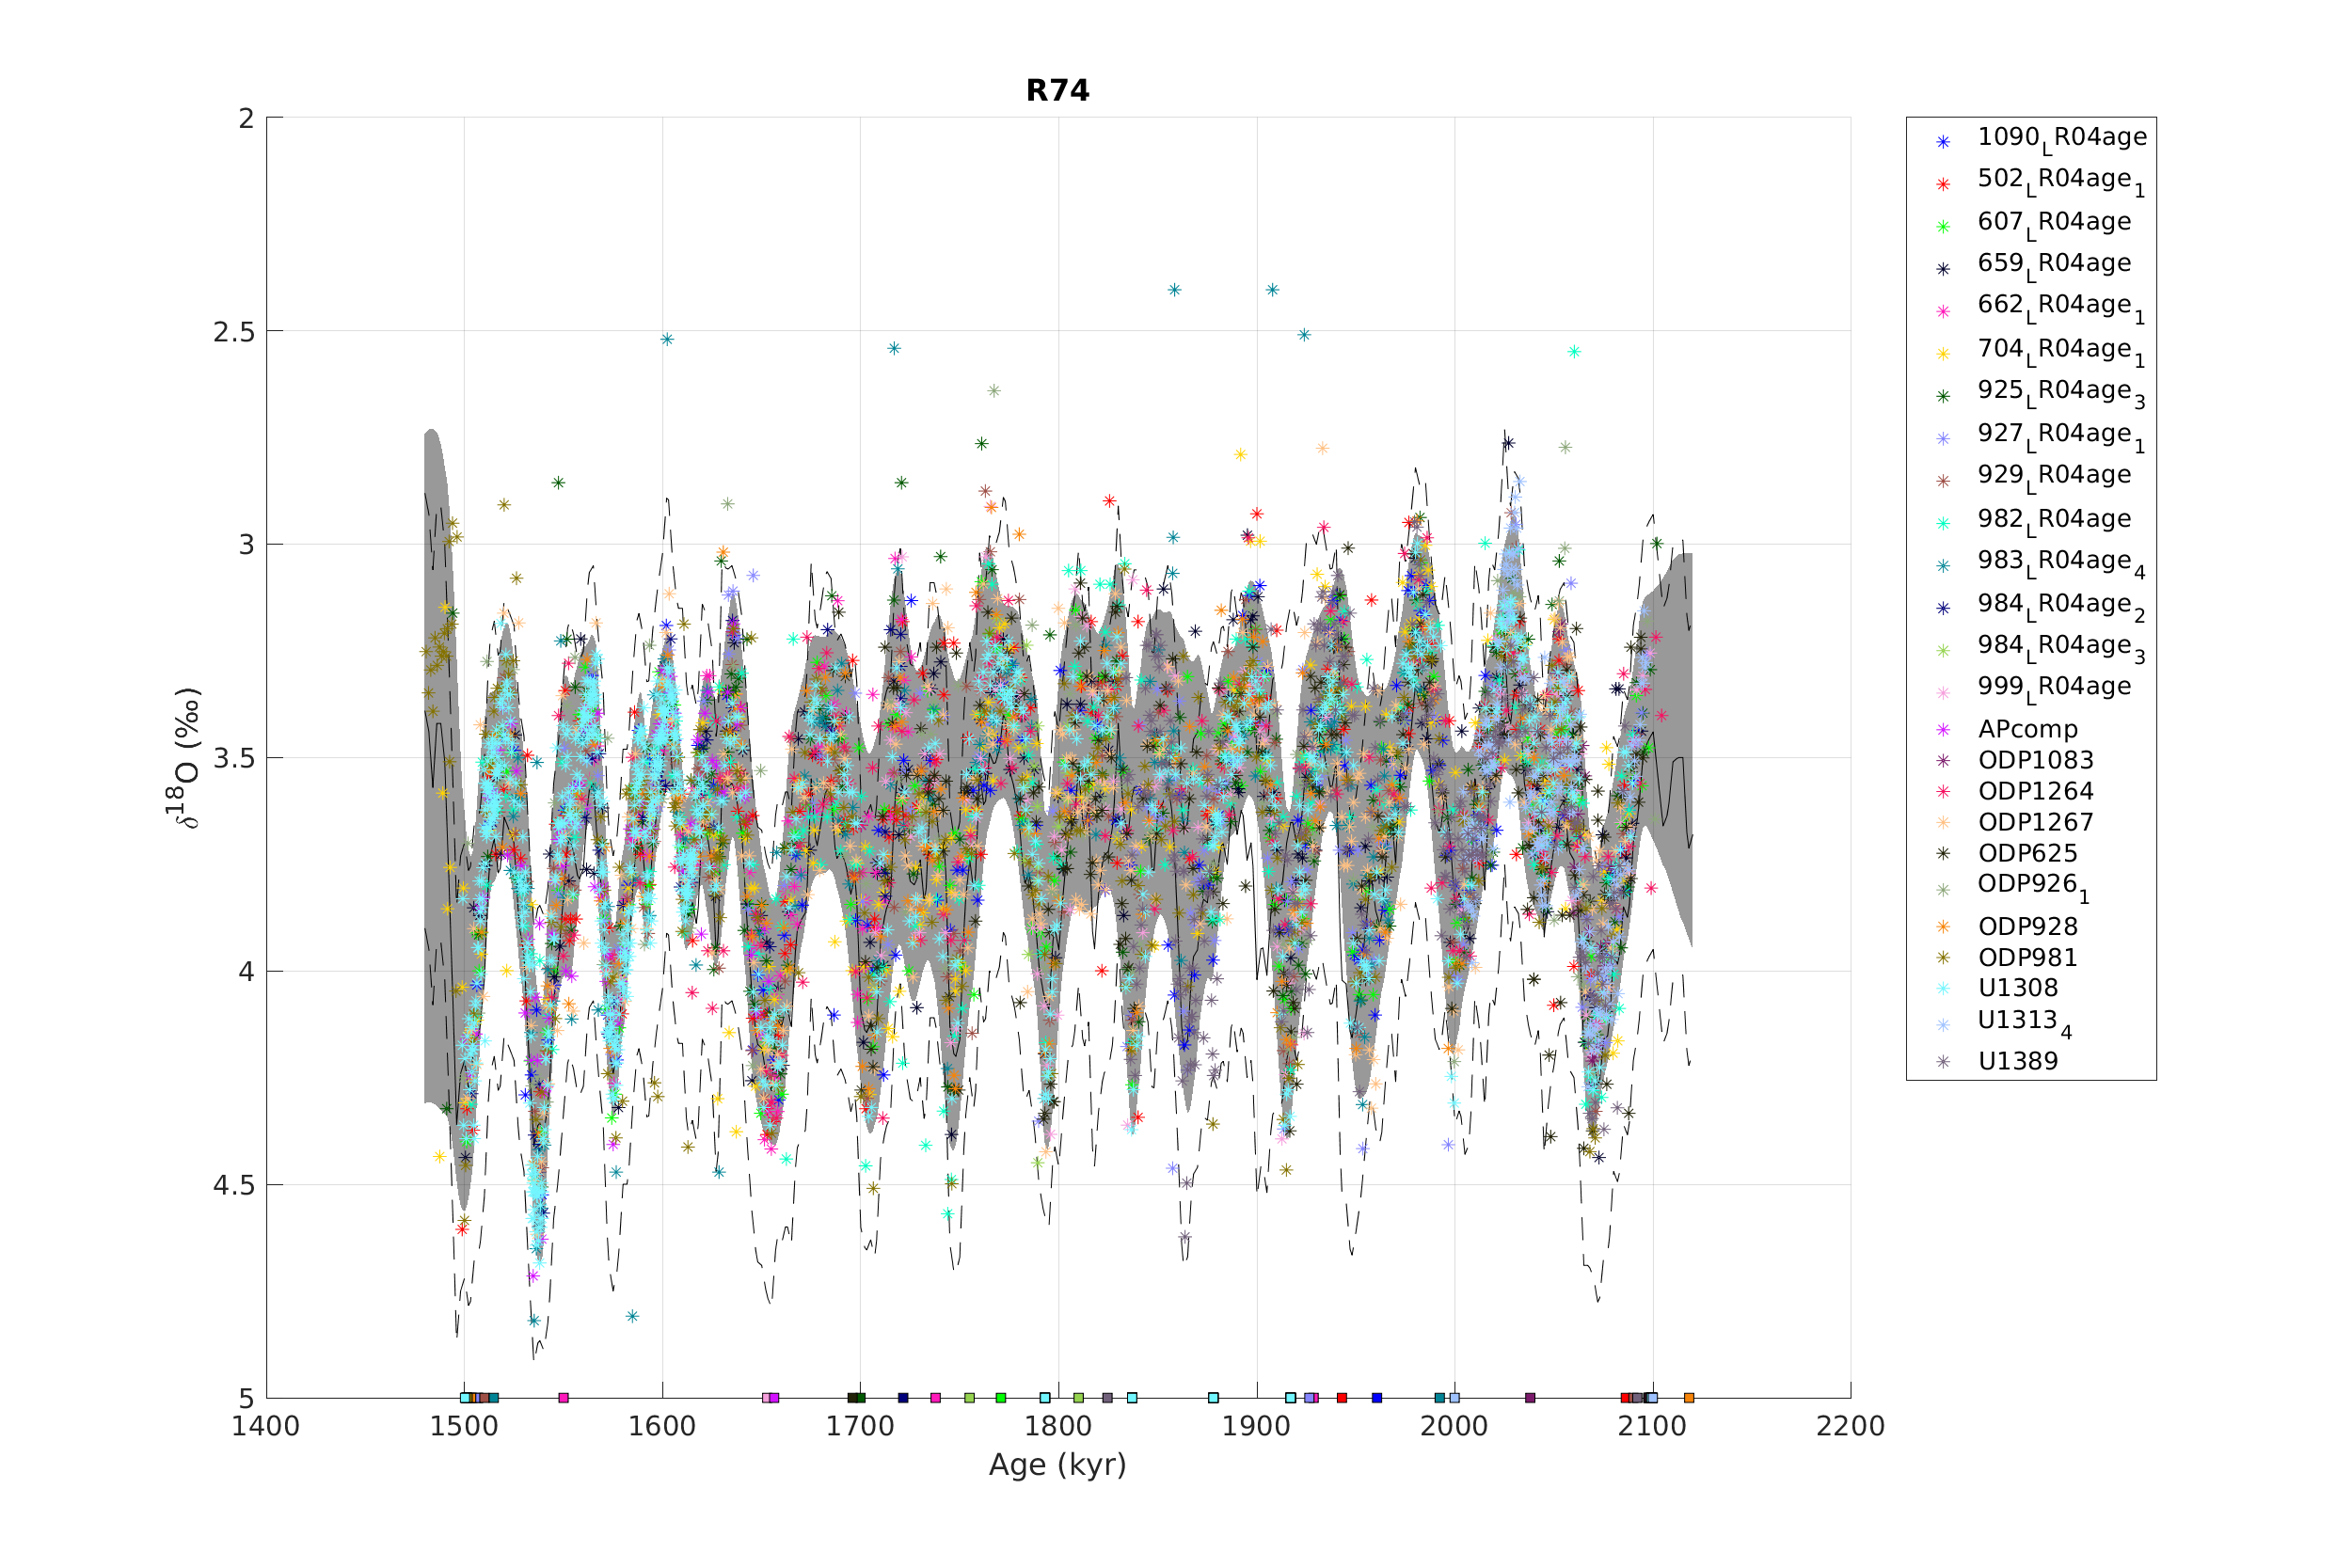 R74
2
2.5
3
3.5
4
4.5
5
δ18O (‰)
1400 1500 1600 1700 1800 1900 2000 2100 2200
Age (kyr)
1090LR04age
502LR04age1
607LR04age
659LR04age
662LR04age1
704LR04age1
925LR04age3
927LR04age1
929LR04age
982LR04age
983LR04age4
984LR04age2
984LR04age3
999LR04age
APcomp
ODP1083
ODP1264
ODP1267
ODP625
ODP9261
ODP928
ODP981
U1308
U13134
U1389